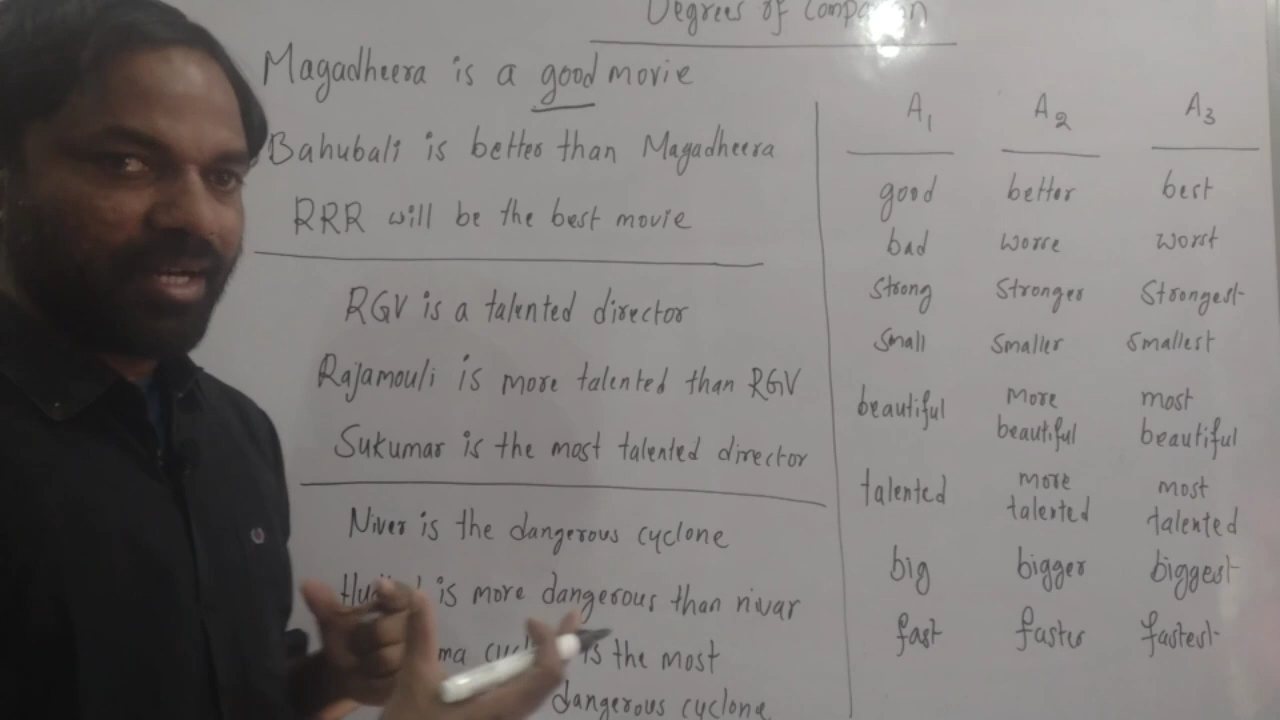 Degrees of Comparison
Magadheera is a good movie
Bahubali is better than Magadheera
RRR will be the best movie
RGV is a talented director
Rajamouli is more talented than RGV
Sukumar is the most talented director
Niver is the dangerous cyclone
is more dangerous than nivar
is the most
dangerous cyclone
A1 A2 A3
good better best
bad worse worst
strong stronger strongest
small smaller smallest
beautiful more beautiful most beautiful
talented more talented most talented
big bigger biggest
fast faster fastest